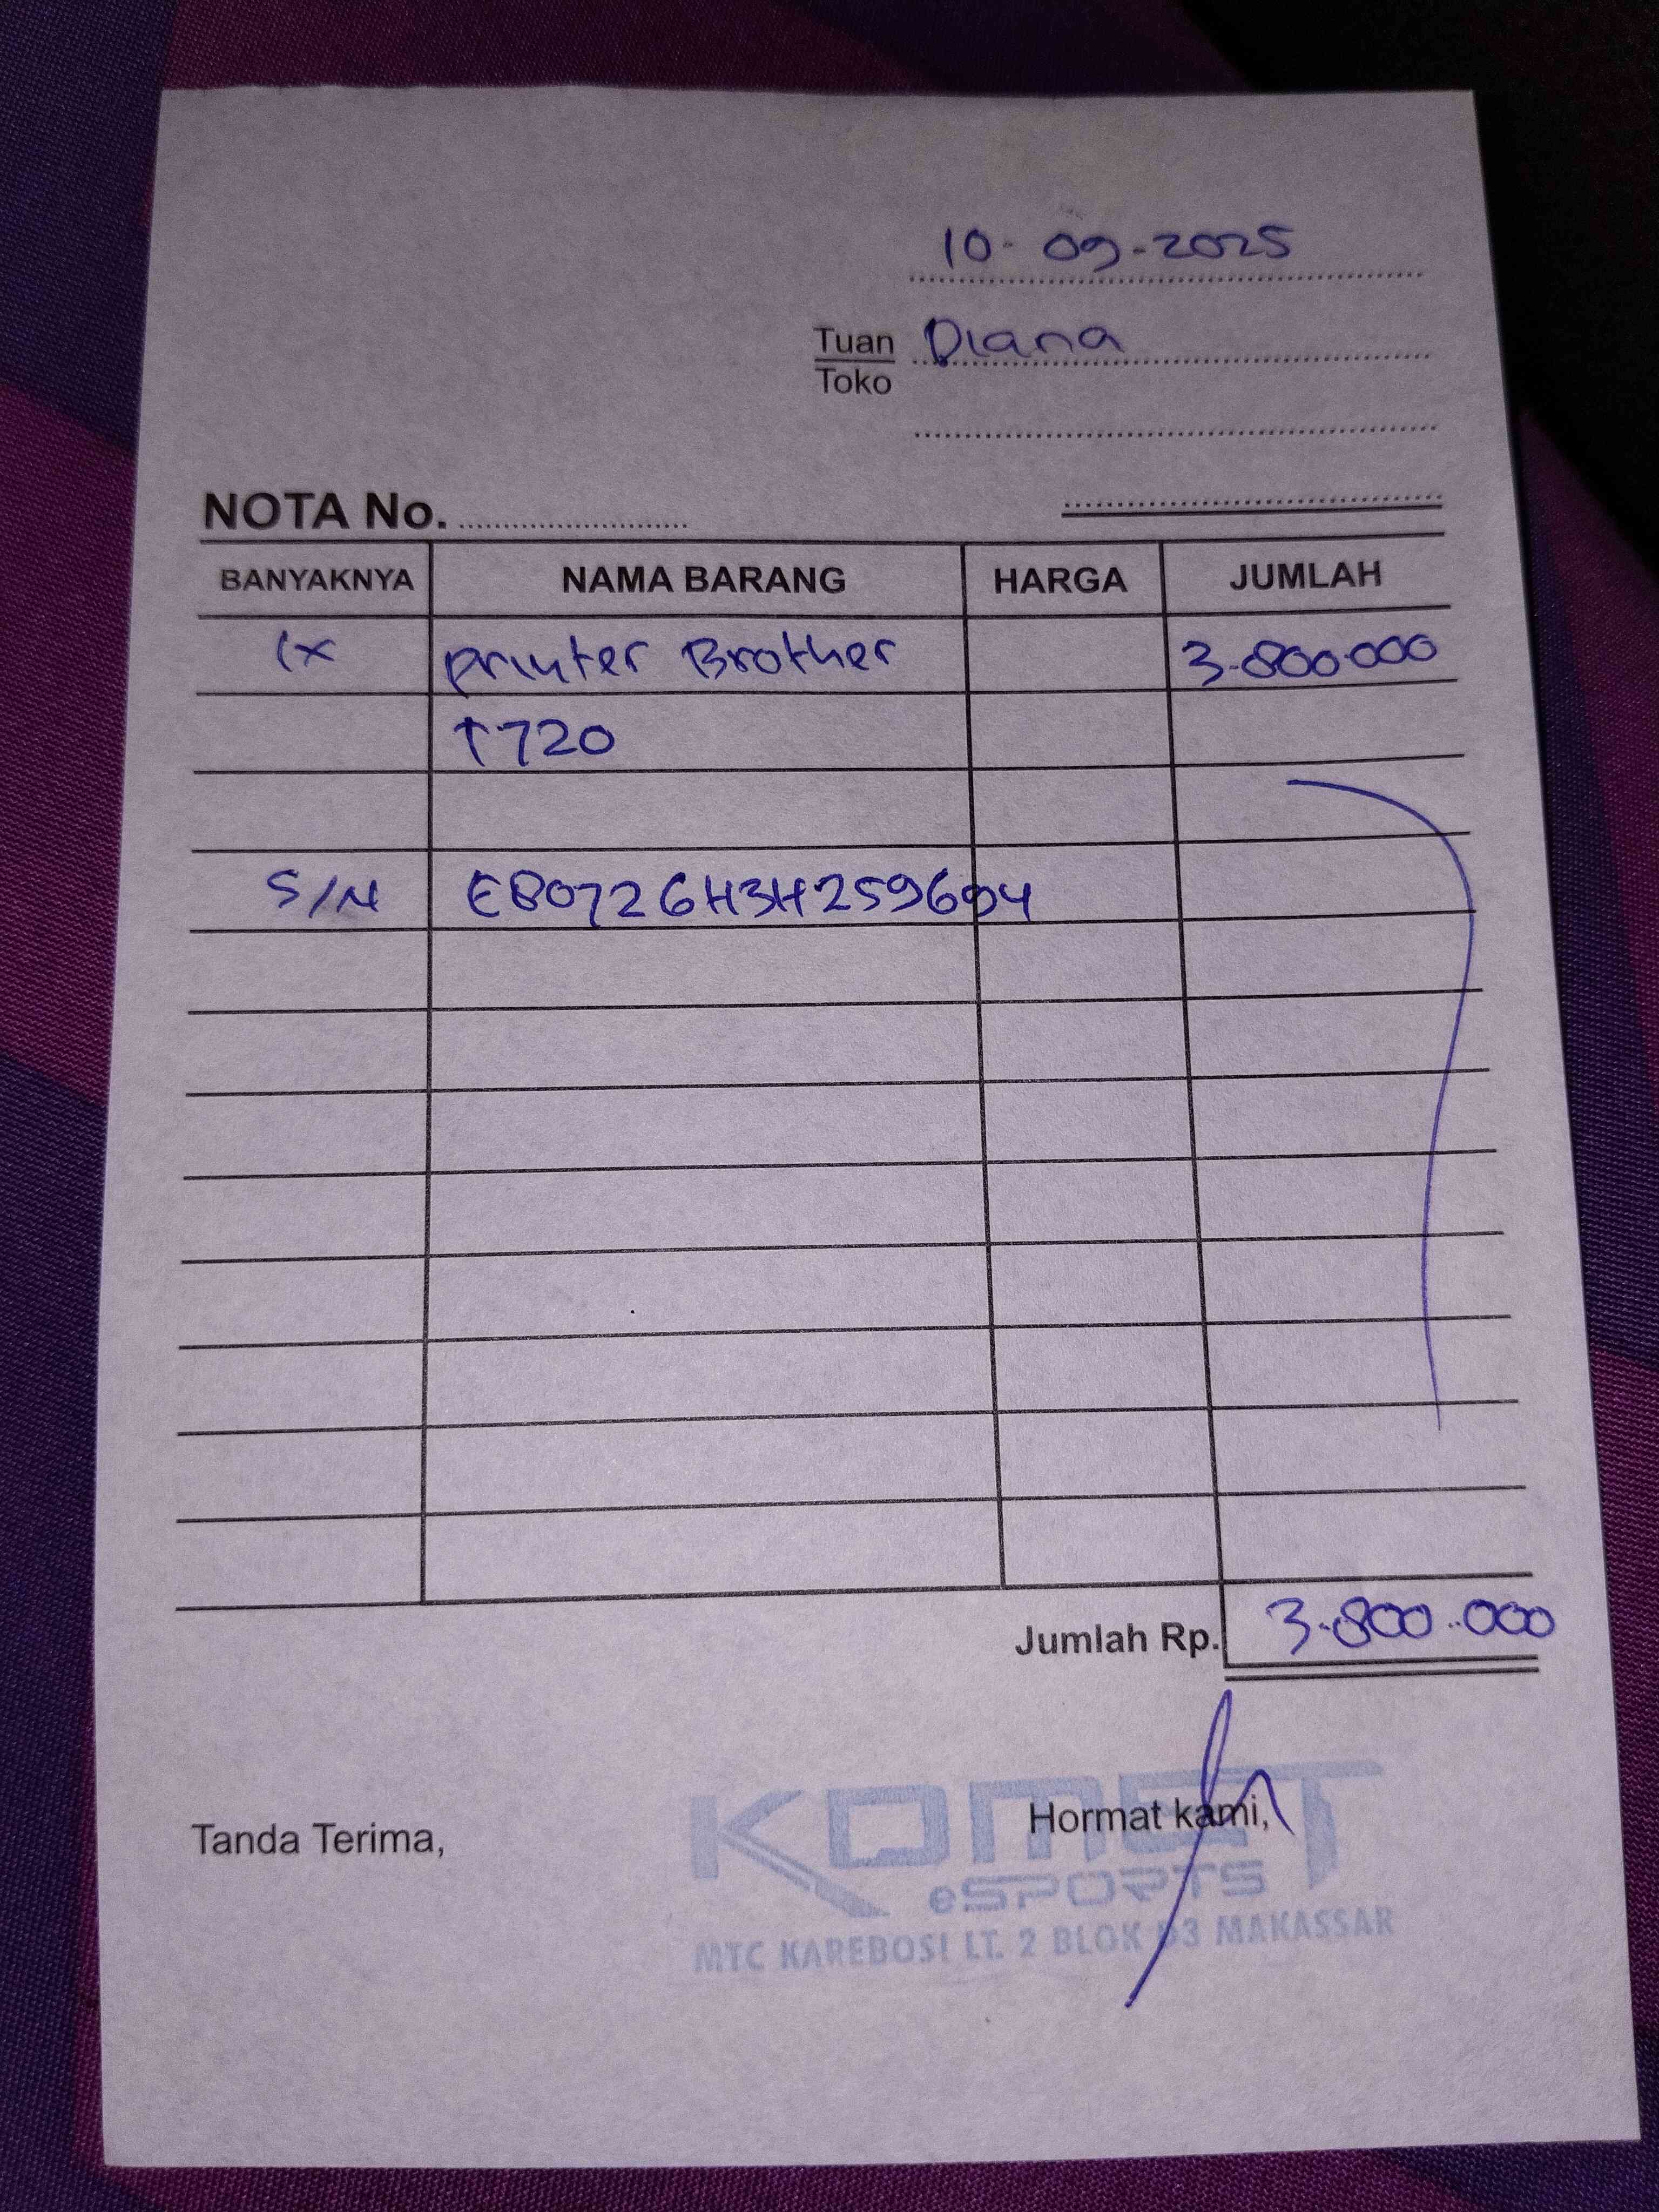 10-09-2025
Tuan Diana
Toko
NOTA No.
BANYAKNYA NAMA BARANG HARGA JUMLAH
1x printer Brother 3.800.000
T720
S/N E80726H3H259604
Jumlah Rp. 3.800.000
Tanda Terima, Hormat kami,
KOMET
eSPORTS
MTC KAREBOSI LT. 2 BLOK D3 MAKASSAR